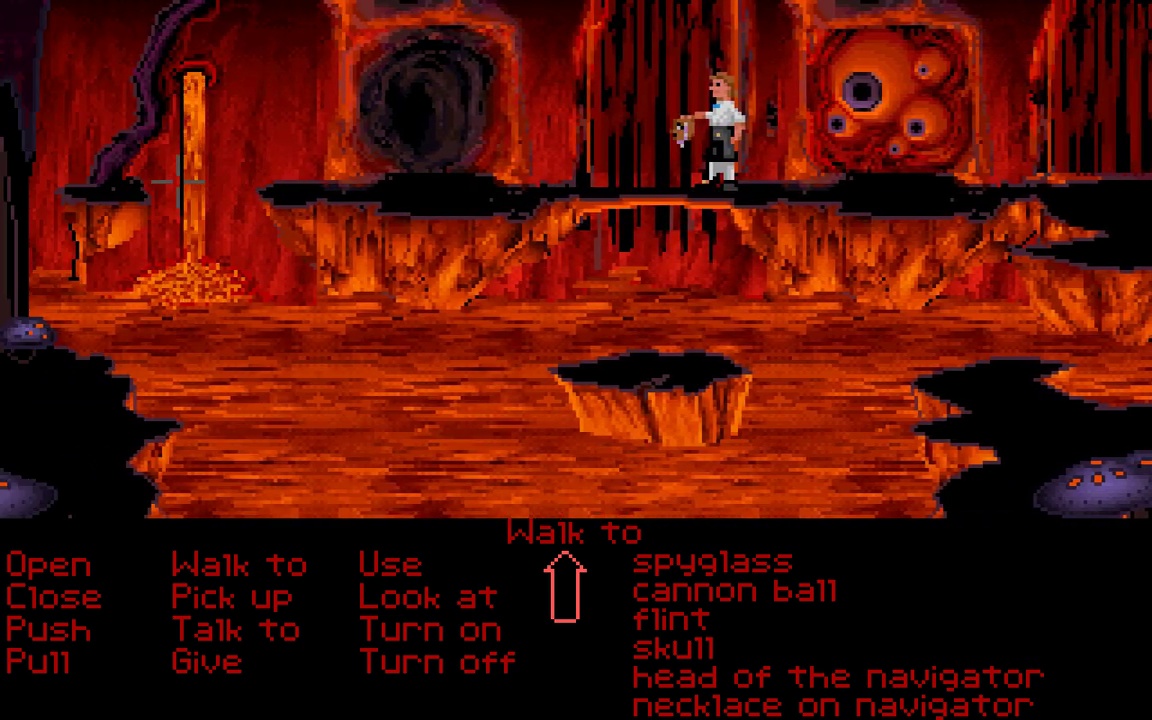 Walk to
Open Walk to Use spyglass
Close Pick up Look at cannon ball
Push Talk to Turn on flint
Pull Give Turn off skull
head of the navigator
necklace on navigator